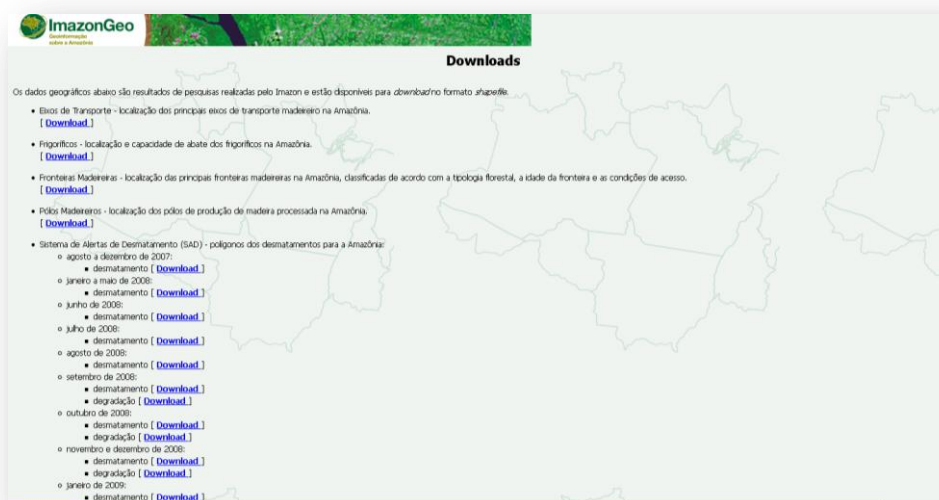 ImazonGeo
Geoinformação
sobre a Amazônia
Downloads
Os dados geográficos abaixo são resultados de pesquisas realizadas pelo Imazon e estão disponíveis para download no formato shapefile.
• Eixos de Transporte - localização dos principais eixos de transporte madeireiro na Amazônia.
[ Download ]
• Frigoríficos - localização e capacidade de abate dos frigoríficos na Amazônia.
[ Download ]
• Fronteiras Madeireiras - localização das principais fronteiras madeireiras na Amazônia, classificadas de acordo com a tipologia florestal, a idade da fronteira e as condições de acesso.
[ Download ]
• Pólos Madeireiros - localização dos pólos de produção de madeira processada na Amazônia.
[ Download ]
• Sistema de Alertas de Desmatamento (SAD) - polígonos dos desmatamentos para a Amazônia:
agosto a dezembro de 2007:
desmatamento [ Download ]
janeiro a maio de 2008:
desmatamento [ Download ]
junho de 2008:
desmatamento [ Download ]
julho de 2008:
desmatamento [ Download ]
agosto de 2008:
desmatamento [ Download ]
setembro de 2008:
desmatamento [ Download ]
degradação [ Download ]
outubro de 2008:
desmatamento [ Download ]
degradação [ Download ]
novembro e dezembro de 2008:
desmatamento [ Download ]
degradação [ Download ]
janeiro de 2009:
desmatamento [ Download ]